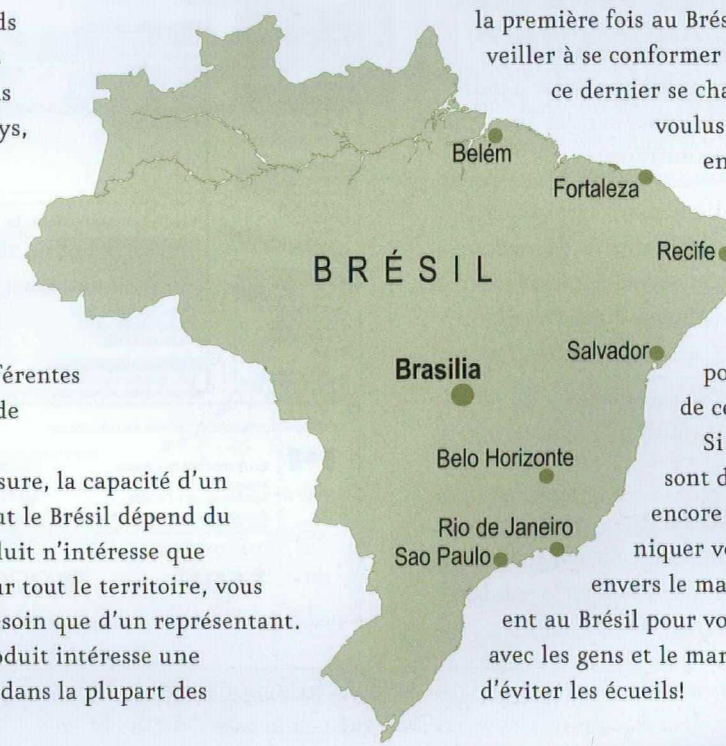 ds
s
ys,
férentes
de
sure, la capacité d'un
ut le Brésil dépend du
duit n'intéresse que
ur tout le territoire, vous
esoin que d'un représentant.
oduit intéresse une
dans la plupart des
Belém
Fortaleza
Recife
BRÉSIL
Salvador
Brasilia
Belo Horizonte
Rio de Janeiro
Sao Paulo
la première fois au Brés
veiller à se conformer
ce dernier se cha
voulus
en
po
de ce
Si
sont d
encore
niquer vo
envers le ma
ent au Brésil pour vo
avec les gens et le mar
d'éviter les écueils!